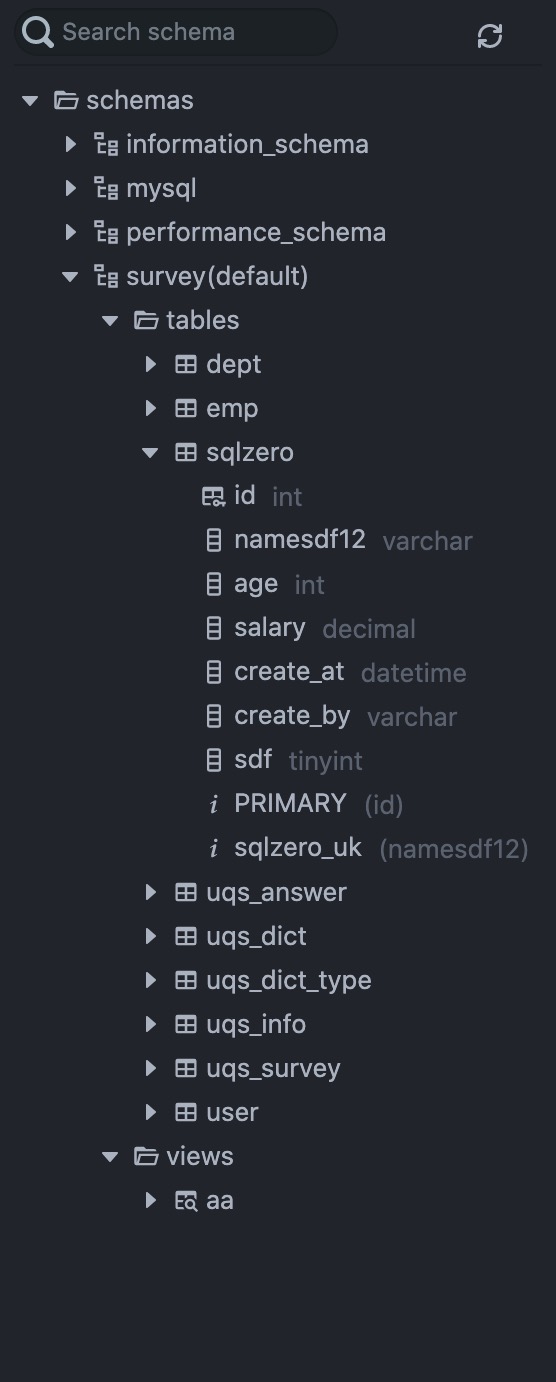 Search schema
schemas
information_schema
mysql
performance_schema
survey(default)
tables
dept
emp
sqlzero
id int
namesdf12 varchar
age int
salary decimal
create_at datetime
create_by varchar
sdf tinyint
i PRIMARY (id)
i sqlzero_uk (namesdf12)
uqs_answer
uqs_dict
uqs_dict_type
uqs_info
uqs_survey
user
views
aa